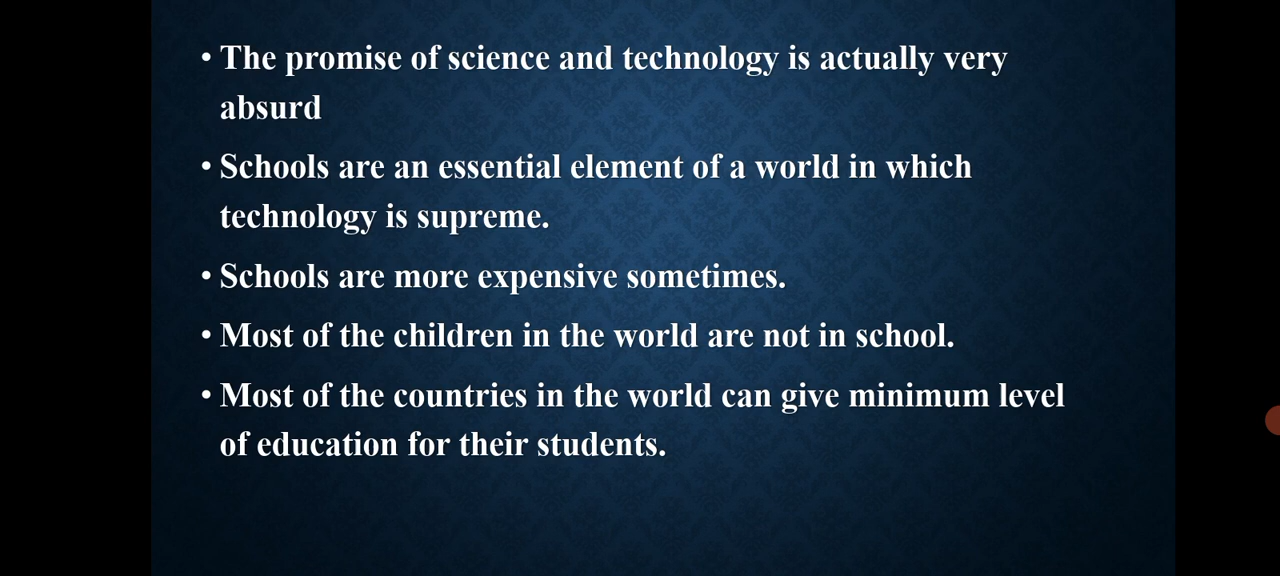 • The promise of science and technology is actually very
absurd
• Schools are an essential element of a world in which
technology is supreme.
• Schools are more expensive sometimes.
• Most of the children in the world are not in school.
• Most of the countries in the world can give minimum level
of education for their students.